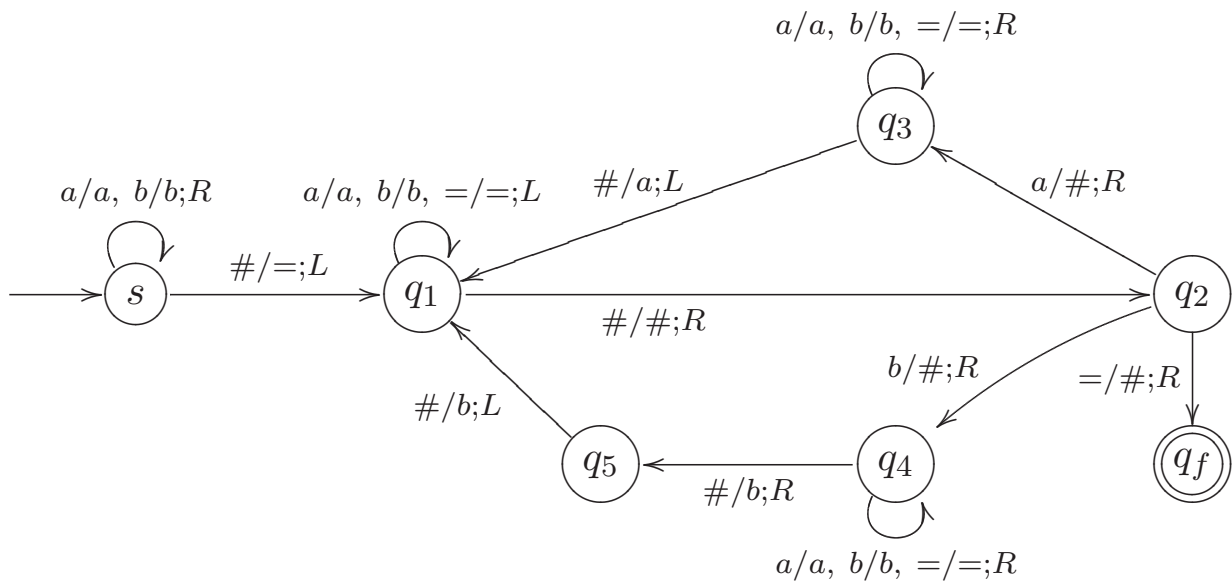 a/a, b/b, =/=;R
q3
a/a, b/b;R
a/a, b/b, =/=;L
#/a;L
a/#;R
s
#/=;L
q1
#/#;R
q2
b/#;R
=/#;R
#/b;L
q5
#/b;R
q4
qf
a/a, b/b, =/=;R